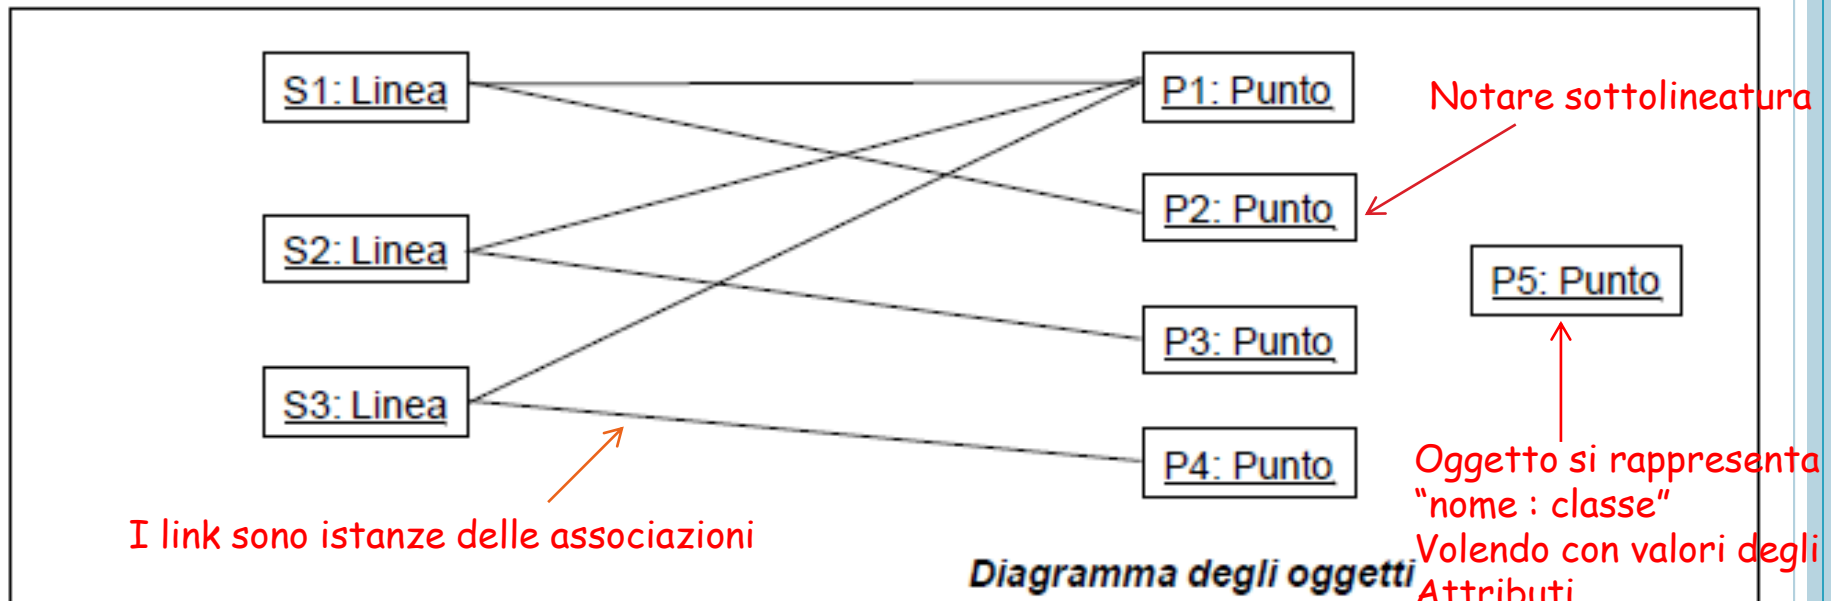 S1: Linea
P1: Punto
Notare sottolineatura
P2: Punto
S2: Linea
P5: Punto
P3: Punto
S3: Linea
P4: Punto
I link sono istanze delle associazioni
Oggetto si rappresenta
“nome : classe”
Volendo con valori degli
Attributi
Diagramma degli oggetti